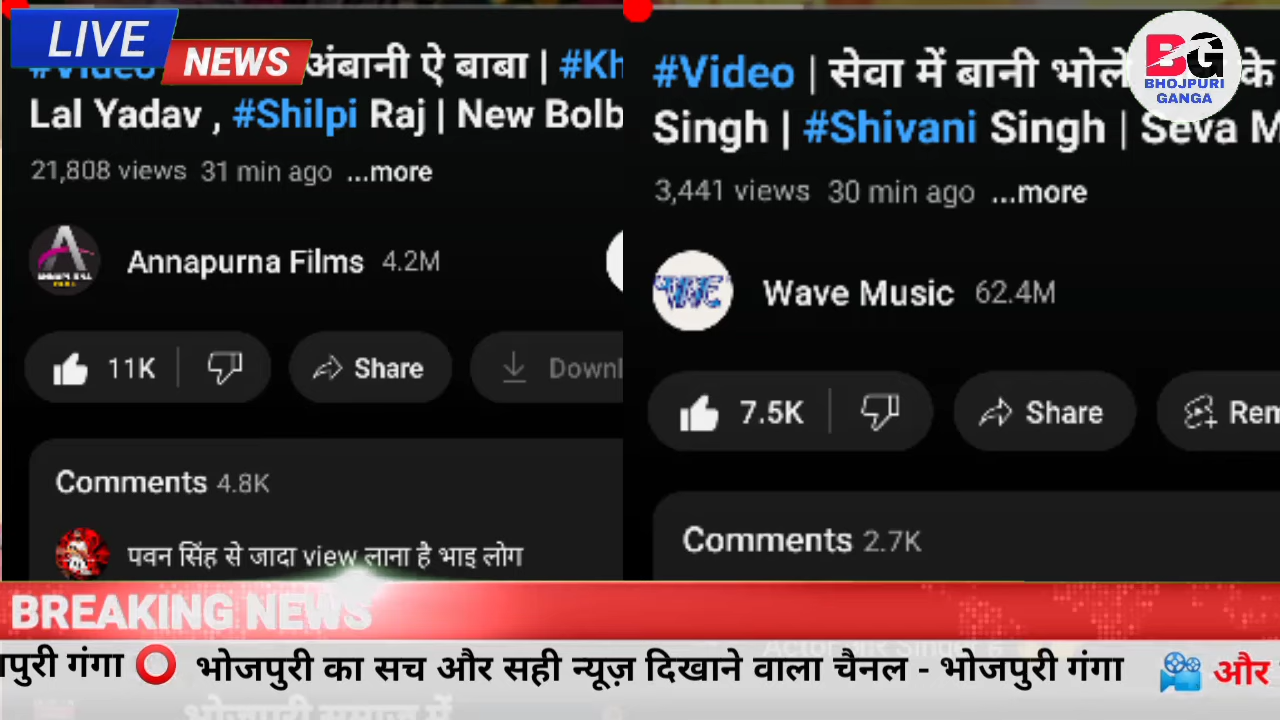 LIVE
NEWS
#Video
अंबानी ऐ बाबा | #Kh
Lal Yadav , #Shilpi Raj | New Bolb
21,808 views 31 min ago ...more
Annapurna Films 4.2M
11K
Share
Downl
Comments 4.8K
पवन सिंह से जादा view लाना है भाइ लोग
#Video | सेवा में बानी भोले के
Singh | #Shivani Singh | Seva M
3,441 views 30 min ago ...more
WAVE
Wave Music 62.4M
7.5K
Share
Rem
Comments 2.7K
BG
BHOJPURI
GANGA
BREAKING NEWS
जपुरी गंगा ⭕ भोजपुरी का सच और सही न्यूज़ दिखाने वाला चैनल - भोजपुरी गंगा 🎥 और